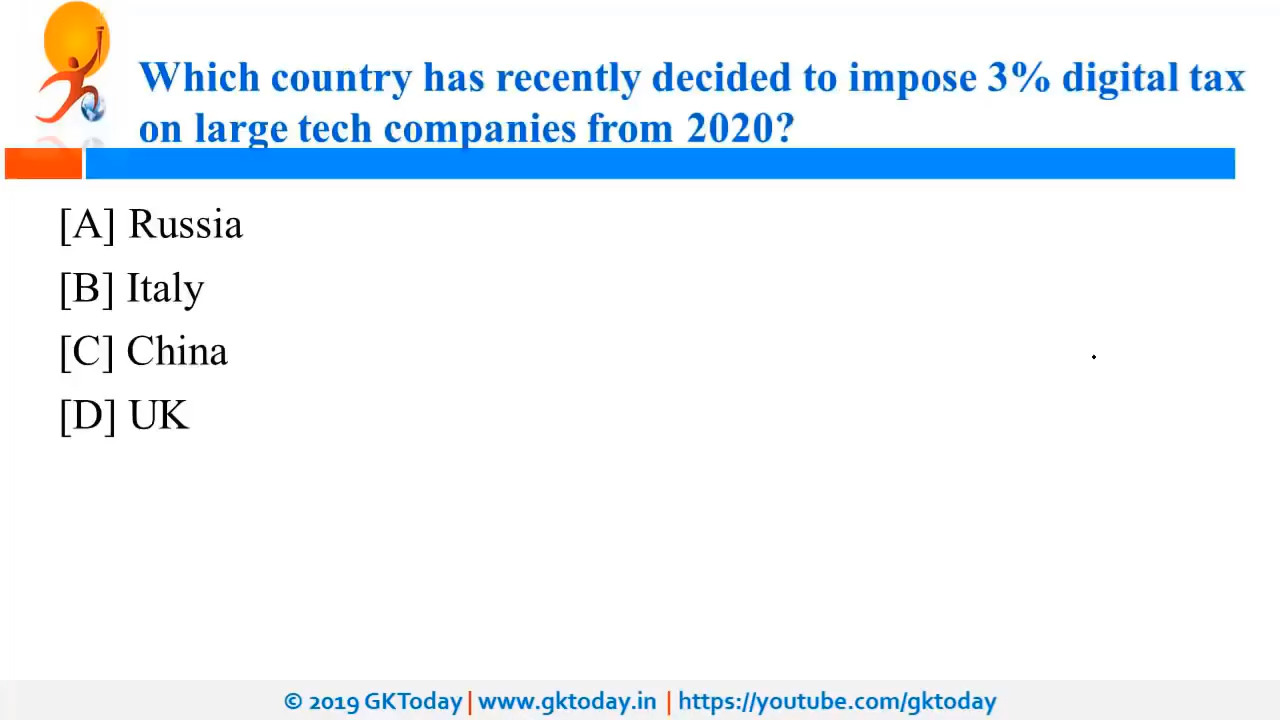 Which country has recently decided to impose 3% digital tax
on large tech companies from 2020?
[A] Russia
[B] Italy
[C] China
[D] UK
© 2019 GKToday | www.gktoday.in | https://youtube.com/gktoday